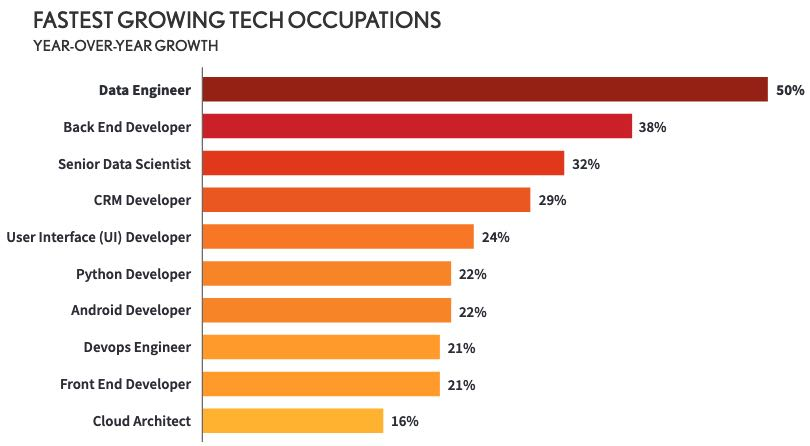 FASTEST GROWING TECH OCCUPATIONS
YEAR-OVER-YEAR GROWTH
Data Engineer 50%
Back End Developer 38%
Senior Data Scientist 32%
CRM Developer 29%
User Interface (UI) Developer 24%
Python Developer 22%
Android Developer 22%
Devops Engineer 21%
Front End Developer 21%
Cloud Architect 16%